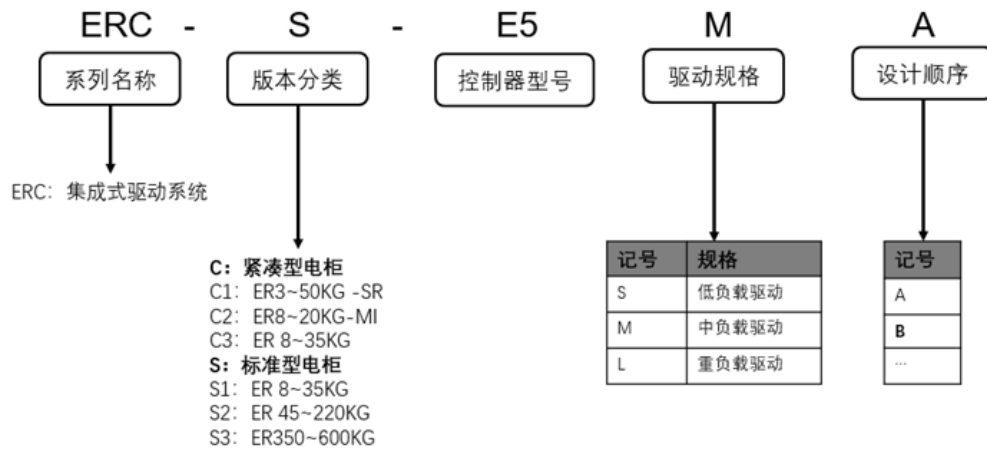 ERC - S - E5 M A
系列名称 版本分类 控制器型号 驱动规格 设计顺序
ERC：集成式驱动系统
C：紧凑型电柜
C1：ER3~50KG -SR
C2：ER8~20KG-MI
C3：ER 8~35KG
S：标准型电柜
S1：ER 8~35KG
S2：ER 45~220KG
S3：ER350~600KG
记号 规格
S 低负载驱动
M 中负载驱动
L 重负载驱动
记号
A
B
...